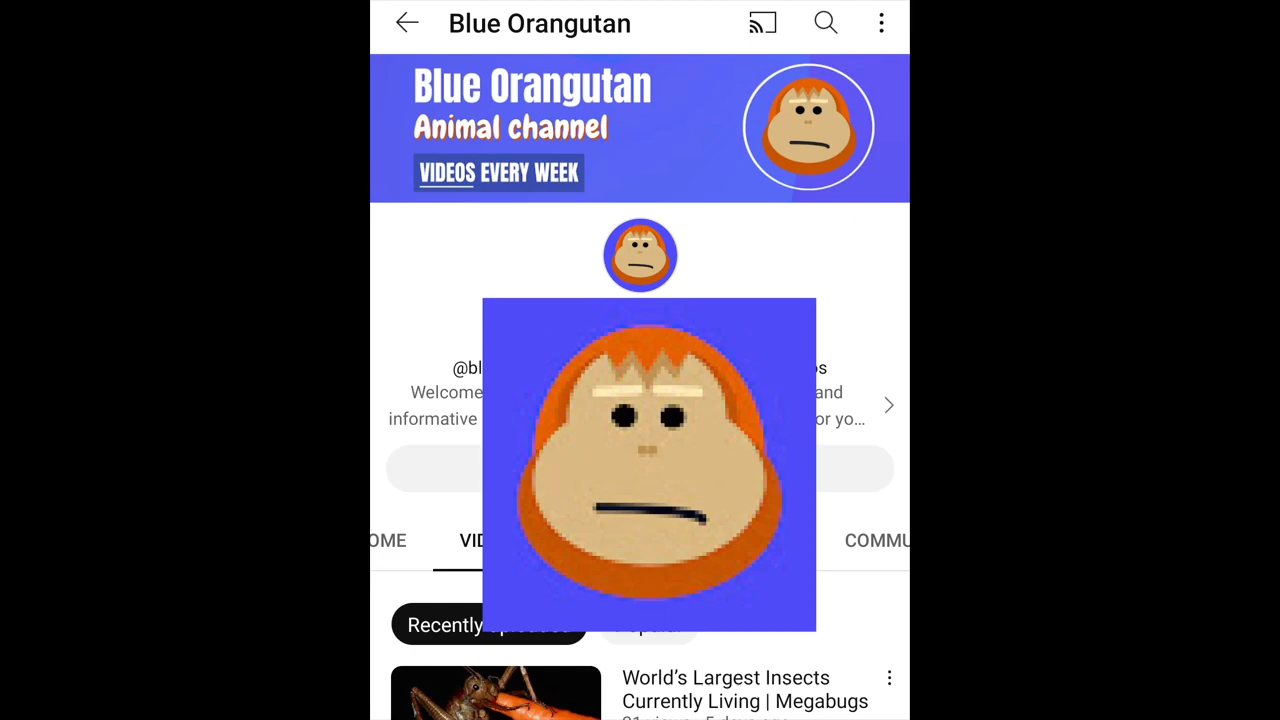 Blue Orangutan
Blue Orangutan
Animal channel
VIDEOS EVERY WEEK
Welcome and
informative or yo…
OME VID COMMU
Recently
World’s Largest Insects
Currently Living | Megabugs